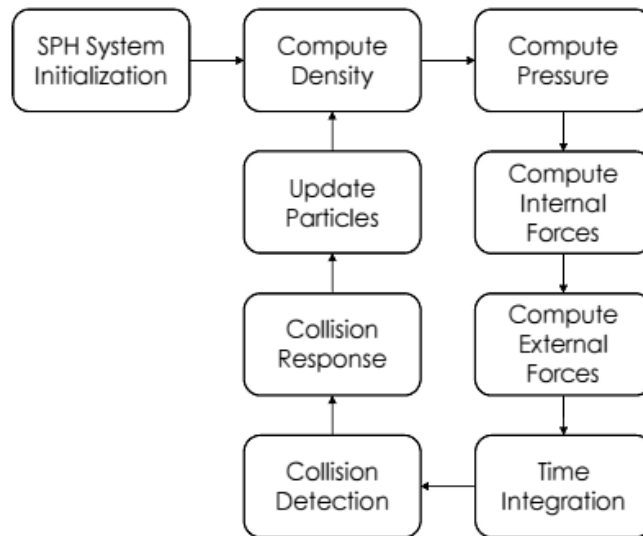 SPH System
Initialization
Compute
Density
Compute
Pressure
Update
Particles
Compute
Internal
Forces
Collision
Response
Compute
External
Forces
Collision
Detection
Time
Integration